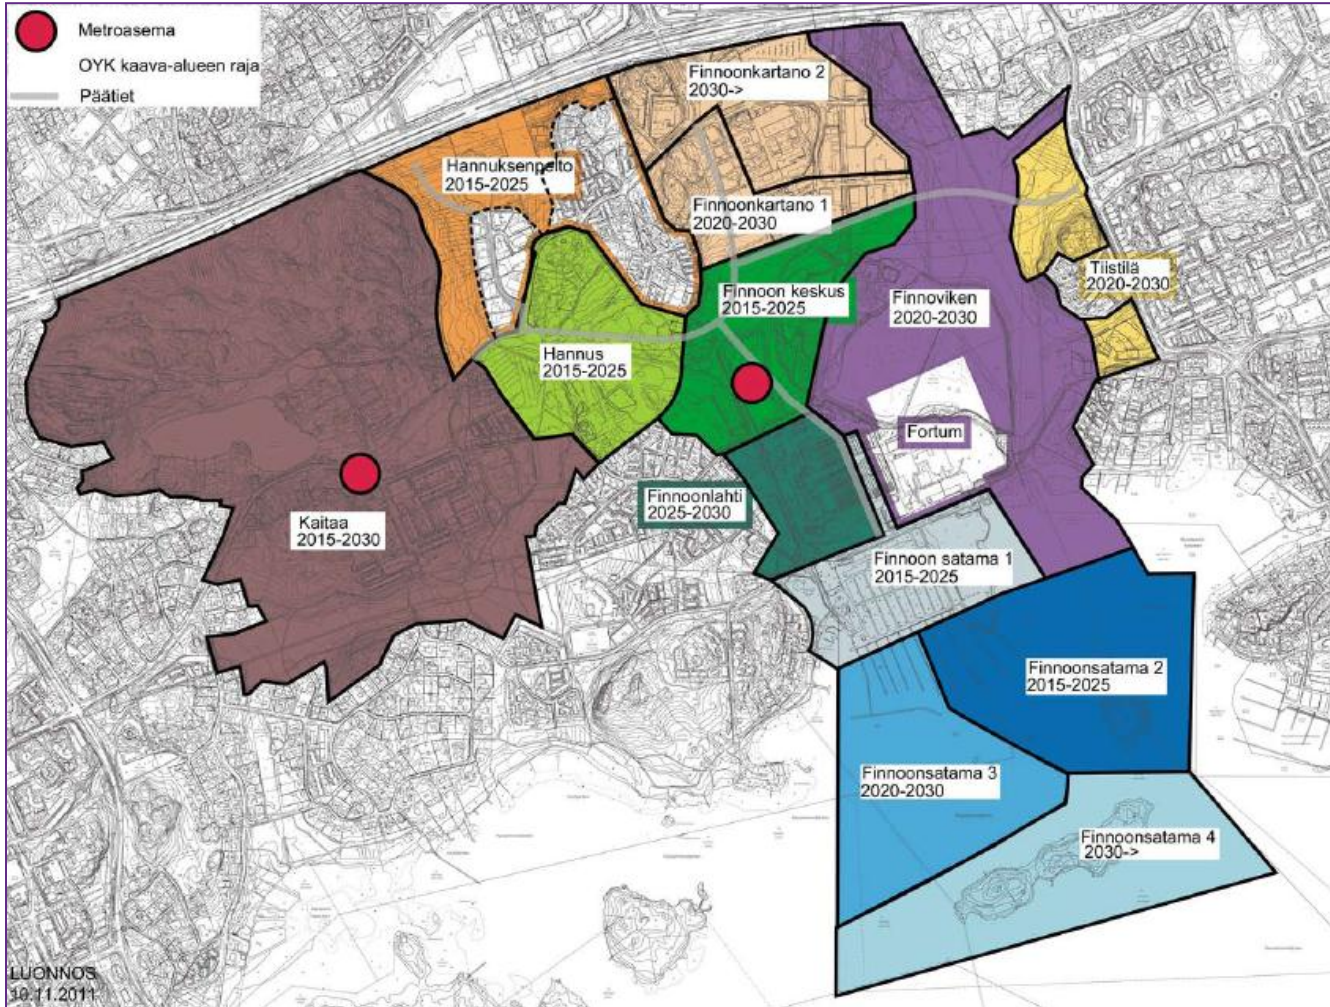 Metroasema
OYK kaava-alueen raja
Päätiet
Finnoonkartano 2
2030->
Hannuksenpelto
2015-2025
Finnoonkartano 1
2020-2030
Tiistilä
2020-2030
Finnoon keskus
2015-2025
Finnoviken
2020-2030
Hannus
2015-2025
Fortum
Finnoonlahti
2025-2030
Kaitaa
2015-2030
Finnoon satama 1
2015-2025
Finnoonsatama 2
2015-2025
Finnoonsatama 3
2020-2030
Finnoonsatama 4
2030->
LUONNOS
10.11.2011